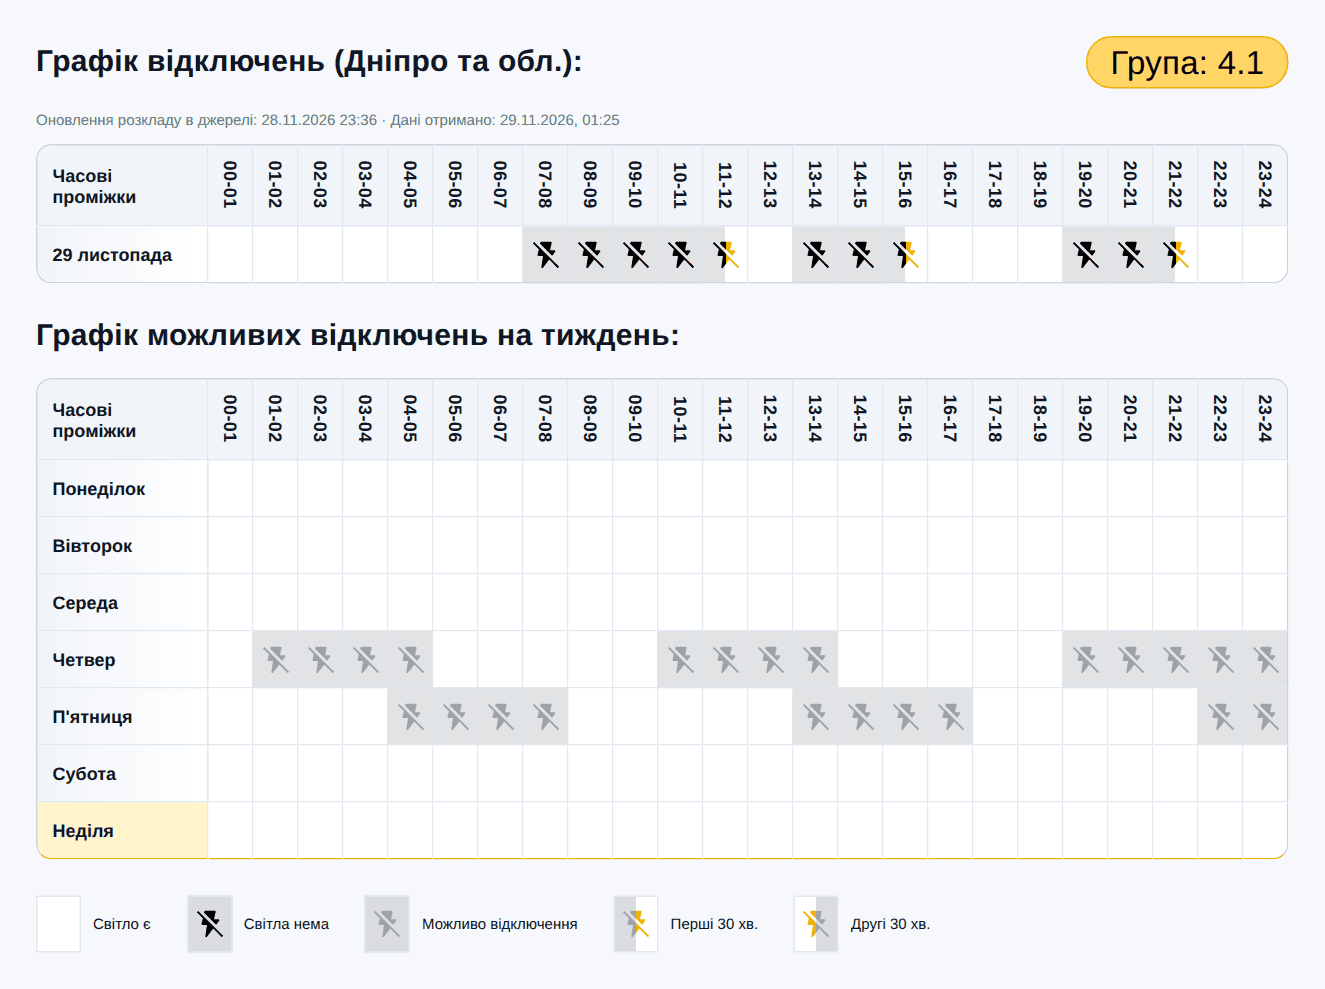 Графік відключень (Дніпро та обл.):
Група: 4.1
Оновлення розкладу в джерелі: 28.11.2026 23:36 · Дані отримано: 29.11.2026, 01:25
Часові
проміжки
00-01 01-02 02-03 03-04 04-05 05-06 06-07 07-08 08-09 09-10 10-11 11-12 12-13 13-14 14-15 15-16 16-17 17-18 18-19 19-20 20-21 21-22 22-23 23-24
29 листопада
Графік можливих відключень на тиждень:
Часові
проміжки
00-01 01-02 02-03 03-04 04-05 05-06 06-07 07-08 08-09 09-10 10-11 11-12 12-13 13-14 14-15 15-16 16-17 17-18 18-19 19-20 20-21 21-22 22-23 23-24
Понеділок
Вівторок
Середа
Четвер
П'ятниця
Субота
Неділя
Світло є
Світла нема
Можливо відключення
Перші 30 хв.
Другі 30 хв.